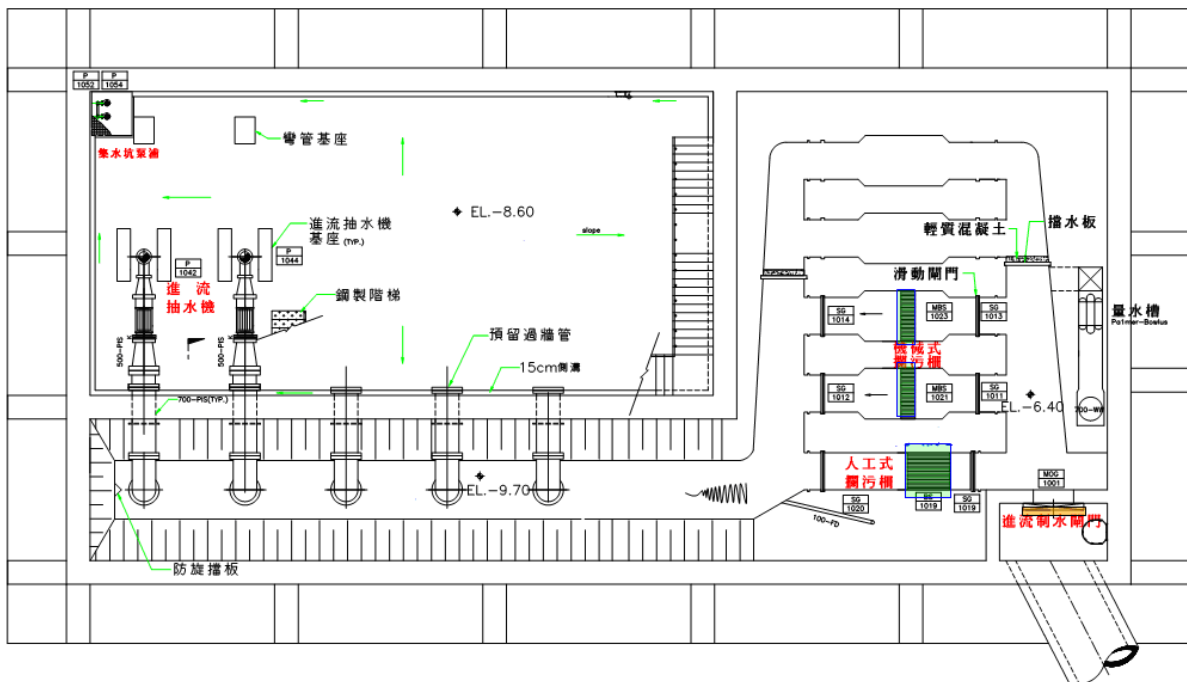 P P
1052 1054
集水坑泵浦
彎管基座
EL.-8.60
slope
進流抽水機
基座(TYP.)
P
1042
P
1044
進流
抽水機
鋼製階梯
500-PIS
500-PIS
預留過牆管
15cm側溝
700-PIS(TYP.)
EL.-9.70
防旋擋板
輕質混凝土
擋水板
滑動閘門
量水槽
Palmer-Bowlus
SG
1014
MBS
1023
SG
1013
機械式
攔污柵
SG
1012
MBS
1021
SG
1011
EL.-6.40
人工式
攔污柵
SG
1020
1019
SG
1019
100-FD
MOG
1001
進流制水閘門